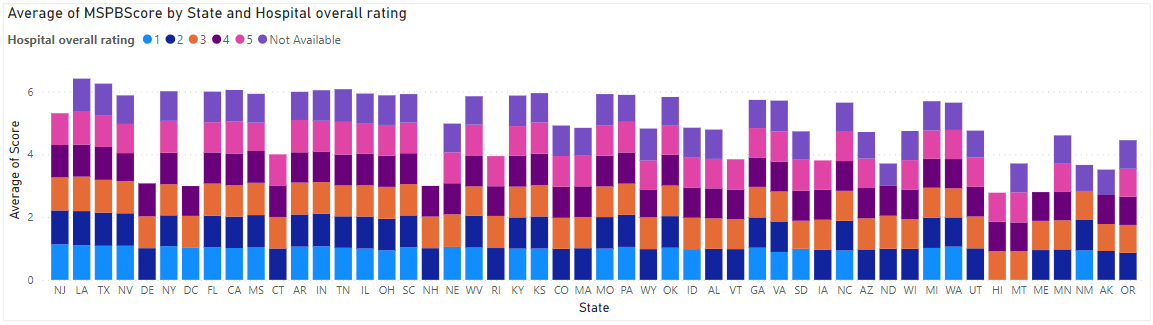 Average of MSPBScore by State and Hospital overall rating
Hospital overall rating 1 2 3 4 5 Not Available
6
4
2
0
Average of Score
NJ LA TX NV DE NY DC FL CA MS CT AR IN TN IL OH SC NH NE WV RI KY KS CO MA MO PA WY OK ID AL VT GA VA SD IA NC AZ ND WI MI WA UT HI MT ME MN NM AK OR
State